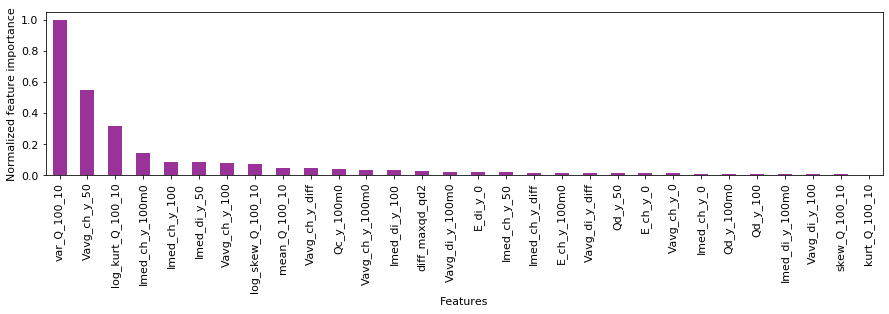 Normalized feature importance
1.0
0.8
0.6
0.4
0.2
0.0
var_Q_100_10
Vavg_ch_y_50
log_kurt_Q_100_10
Imed_ch_y_100m0
Imed_ch_y_100
Imed_di_y_50
Vavg_ch_y_100
log_skew_Q_100_10
mean_Q_100_10
Vavg_ch_y_diff
Qc_y_100m0
Vavg_ch_y_100m0
Imed_di_y_100
diff_maxqd_qd2
Vavg_di_y_100m0
E_di_y_0
Imed_ch_y_50
Imed_ch_y_diff
E_ch_y_100m0
Vavg_di_y_diff
Qd_y_50
E_ch_y_0
Vavg_ch_y_0
Imed_ch_y_0
Qd_y_100m0
Qd_y_100
Imed_di_y_100m0
Vavg_di_y_100
skew_Q_100_10
kurt_Q_100_10
Features